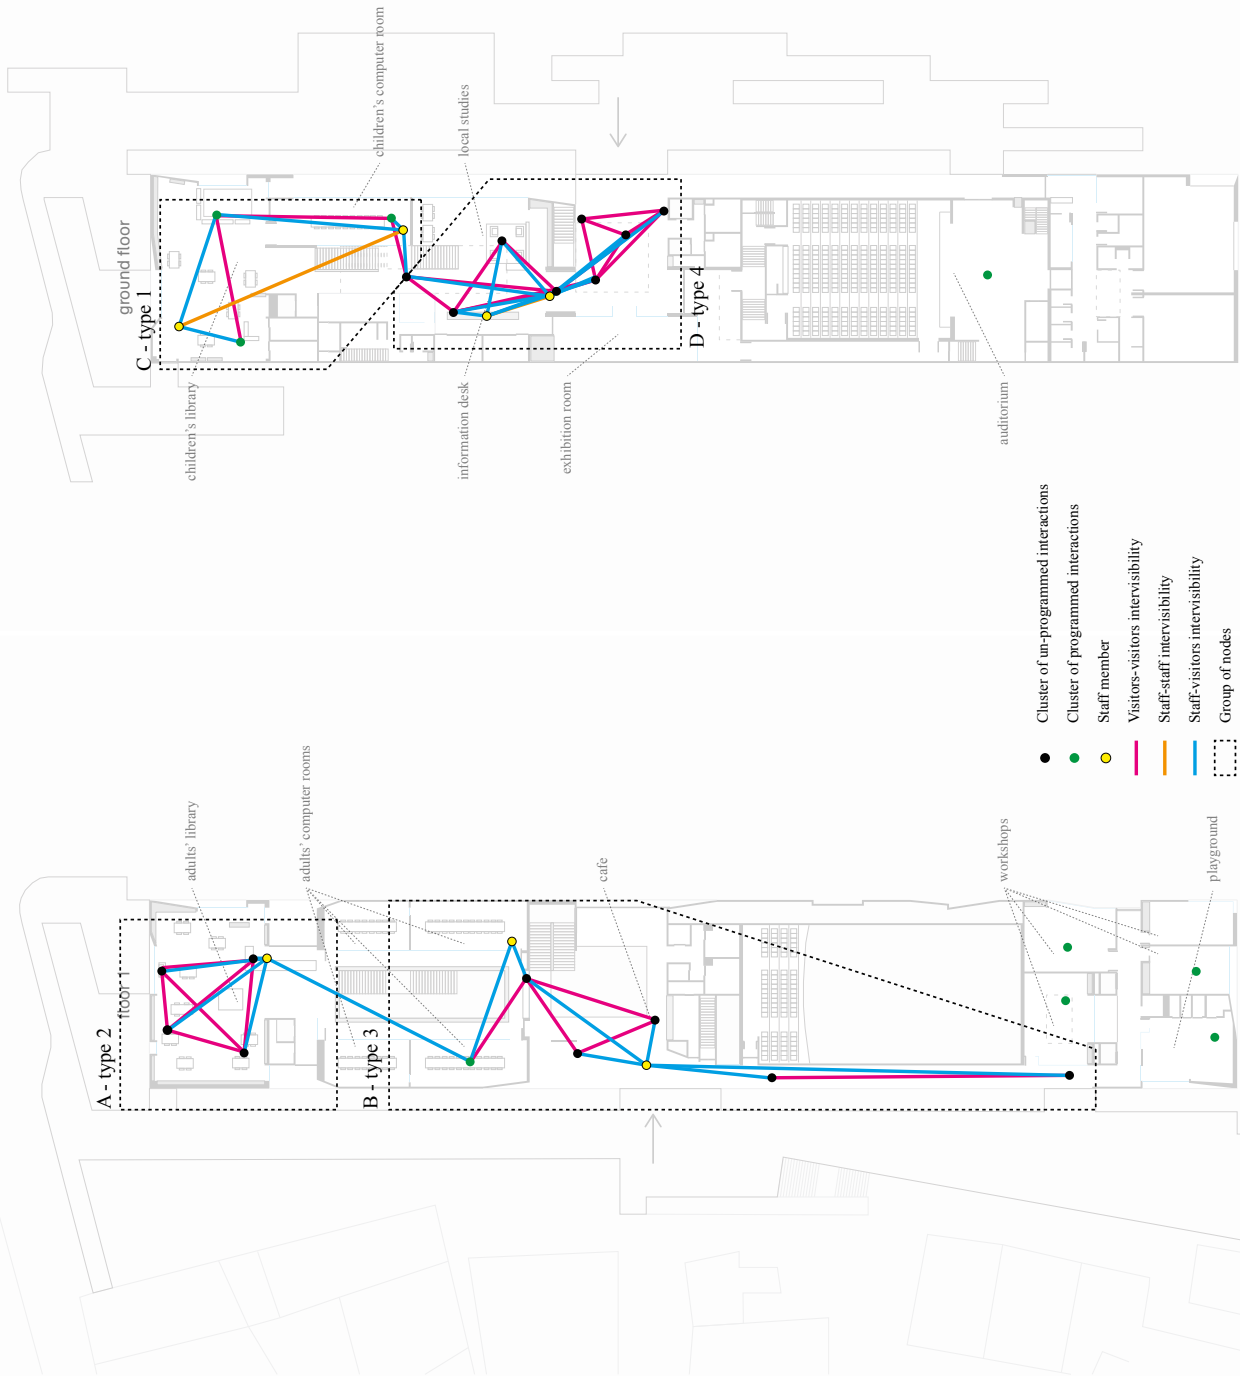 ground floor
C - type 1
children's library
children's computer room
local studies
information desk
exhibition room
D - type 4
auditorium
floor 1
A - type 2
adults' library
adults' computer rooms
B - type 3
cafe
workshops
playground
Cluster of un-programmed interactions
Cluster of programmed interactions
Staff member
Visitors-visitors intervisibility
Staff-staff intervisibility
Staff-visitors intervisibility
Group of nodes